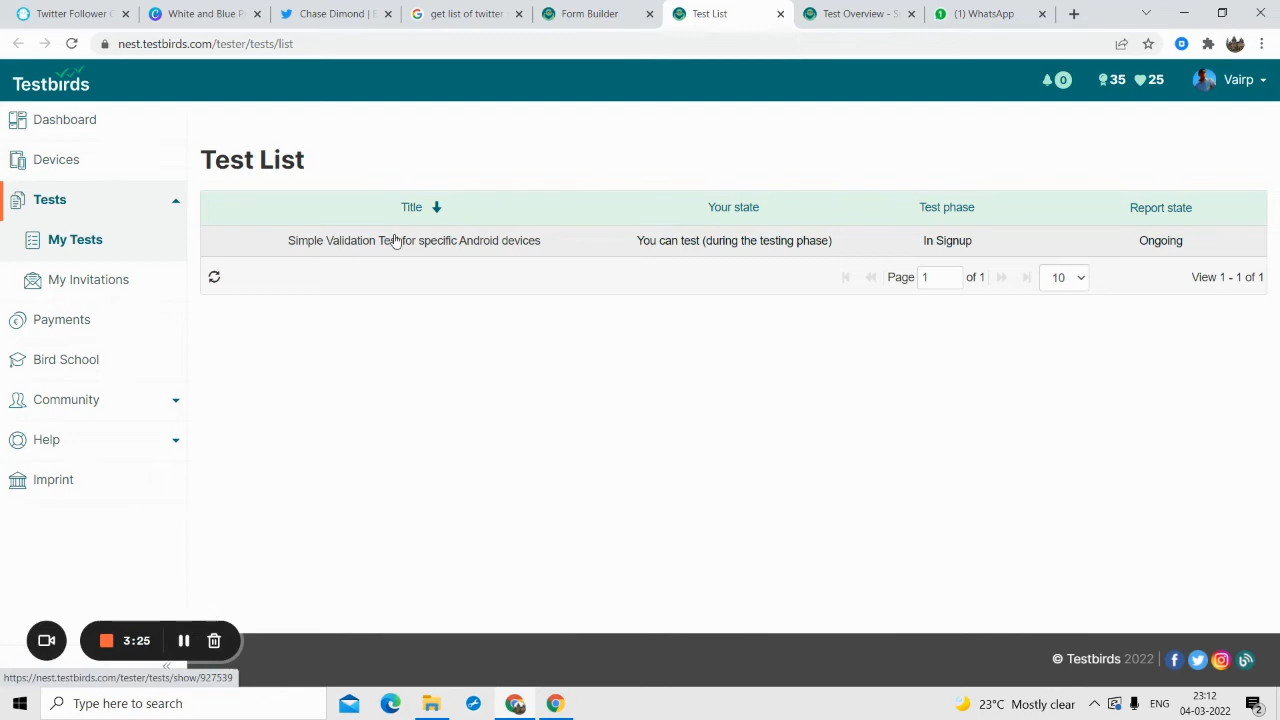 Twitter Follower C
White and Blue P
Chase Dimond | E
get list of twitter
Form Builder
Test List
Test Overview - S
(1) WhatsApp
nest.testbirds.com/tester/tests/list
Testbirds
0
35
25
Vairp
Dashboard
Devices
Tests
My Tests
My Invitations
Payments
Bird School
Community
Help
Imprint
Test List
Title Your state Test phase Report state
Simple Validation Test for specific Android devices You can test (during the testing phase) In Signup Ongoing
Page 1 of 1 10 View 1 - 1 of 1
3:25
© Testbirds 2022 |
https://nest.testbirds.com/tester/tests/show/927539
Type here to search
23°C Mostly clear
ENG
23:12
04-03-2022
2